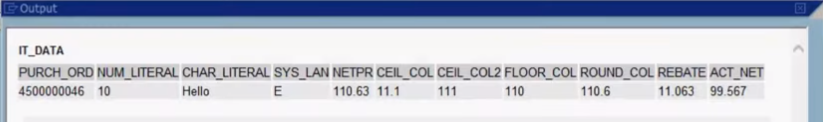 Output
IT_DATA
PURCH_ORD NUM_LITERAL CHAR_LITERAL SYS_LAN NETPR CEIL_COL CEIL_COL2 FLOOR_COL ROUND_COL REBATE ACT_NET
4500000046 10 Hello E 110.63 11.1 111 110 110.6 11.063 99.567